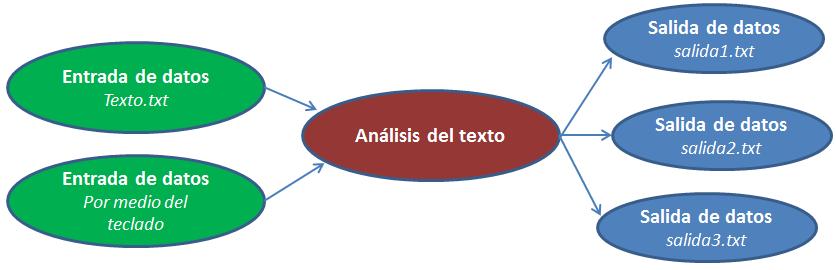 Entrada de datos
Texto.txt
Entrada de datos
Por medio del
teclado
Análisis del texto
Salida de datos
salida1.txt
Salida de datos
salida2.txt
Salida de datos
salida3.txt